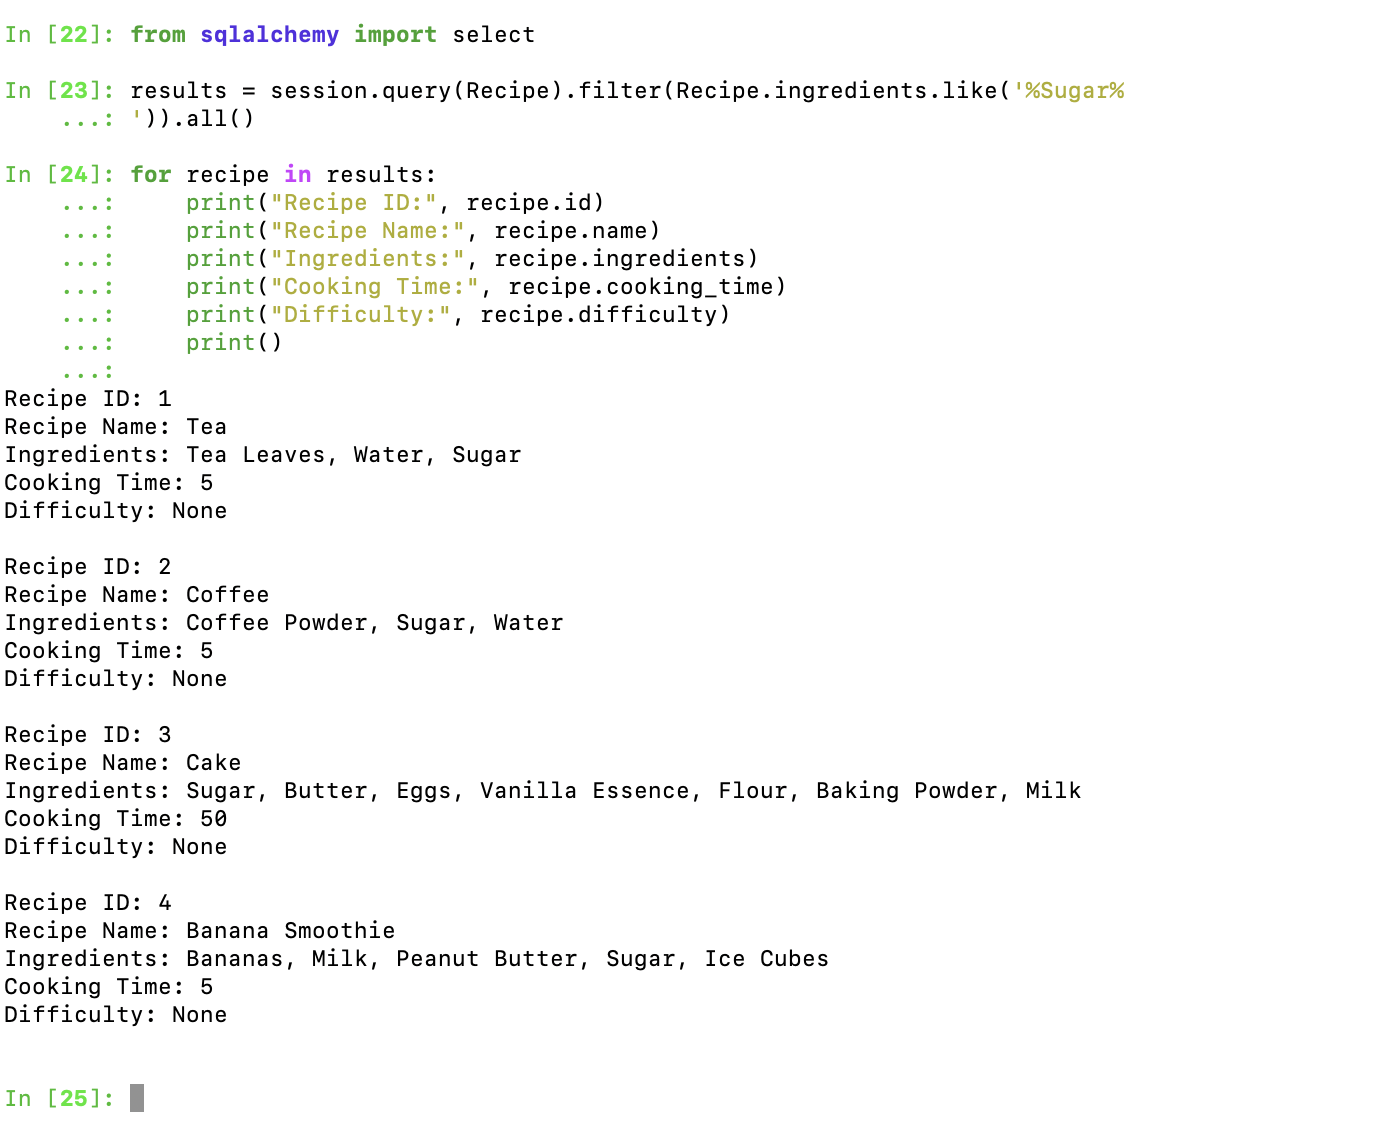 In [22]: from sqlalchemy import select
In [23]: results = session.query(Recipe).filter(Recipe.ingredients.like('%Sugar%
    ...: ')).all()
In [24]: for recipe in results:
    ...:     print("Recipe ID:", recipe.id)
    ...:     print("Recipe Name:", recipe.name)
    ...:     print("Ingredients:", recipe.ingredients)
    ...:     print("Cooking Time:", recipe.cooking_time)
    ...:     print("Difficulty:", recipe.difficulty)
    ...:     print()
    ...:
Recipe ID: 1
Recipe Name: Tea
Ingredients: Tea Leaves, Water, Sugar
Cooking Time: 5
Difficulty: None
Recipe ID: 2
Recipe Name: Coffee
Ingredients: Coffee Powder, Sugar, Water
Cooking Time: 5
Difficulty: None
Recipe ID: 3
Recipe Name: Cake
Ingredients: Sugar, Butter, Eggs, Vanilla Essence, Flour, Baking Powder, Milk
Cooking Time: 50
Difficulty: None
Recipe ID: 4
Recipe Name: Banana Smoothie
Ingredients: Bananas, Milk, Peanut Butter, Sugar, Ice Cubes
Cooking Time: 5
Difficulty: None
In [25]: